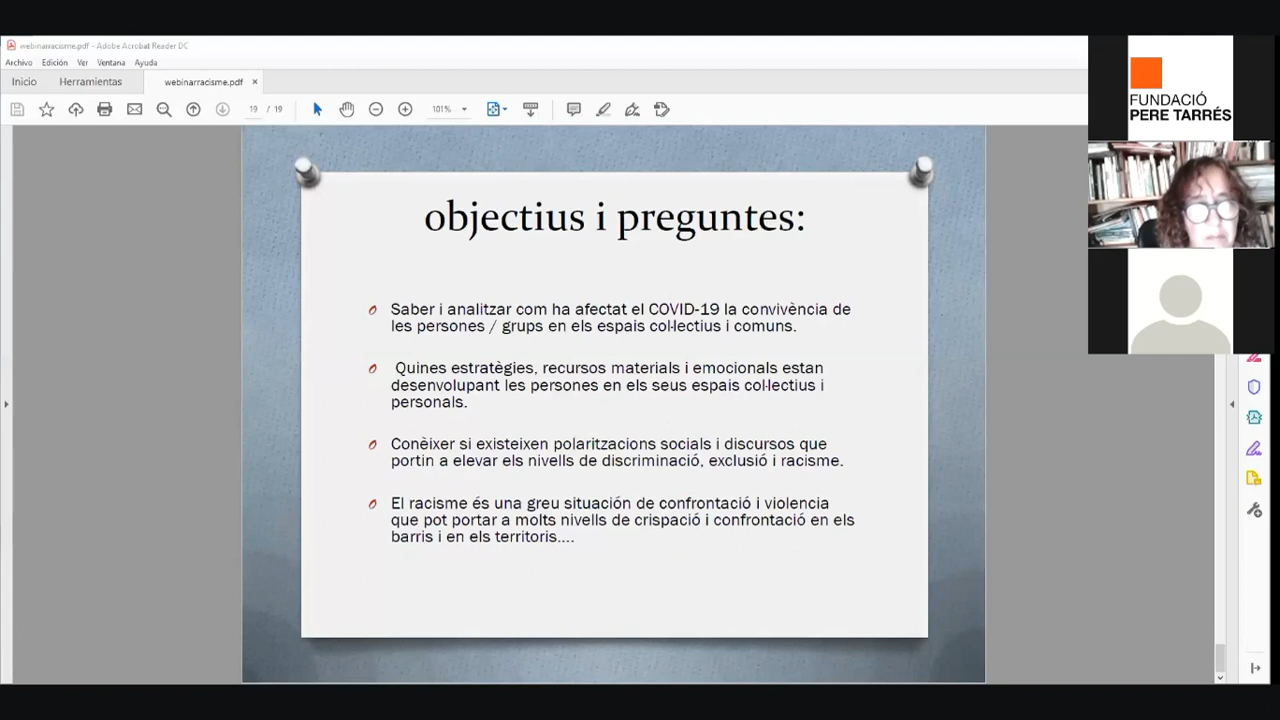 webinarracisme.pdf - Adobe Acrobat Reader DC
Archivo Edición Ver Ventana Ayuda
Inicio Herramientas webinarracisme.pdf ×
19 / 19 101%
FUNDACIÓ
PERE TARRÉS
objectius i preguntes:
Saber i analitzar com ha afectat el COVID-19 la convivència de
les persones / grups en els espais col·lectius i comuns.
Quines estratègies, recursos materials i emocionals estan
desenvolupant les persones en els seus espais col·lectius i
personals.
Conèixer si existeixen polaritzacions socials i discursos que
portin a elevar els nivells de discriminació, exclusió i racisme.
El racisme és una greu situación de confrontació i violencia
que pot portar a molts nivells de crispació i confrontació en els
barris i en els territoris....